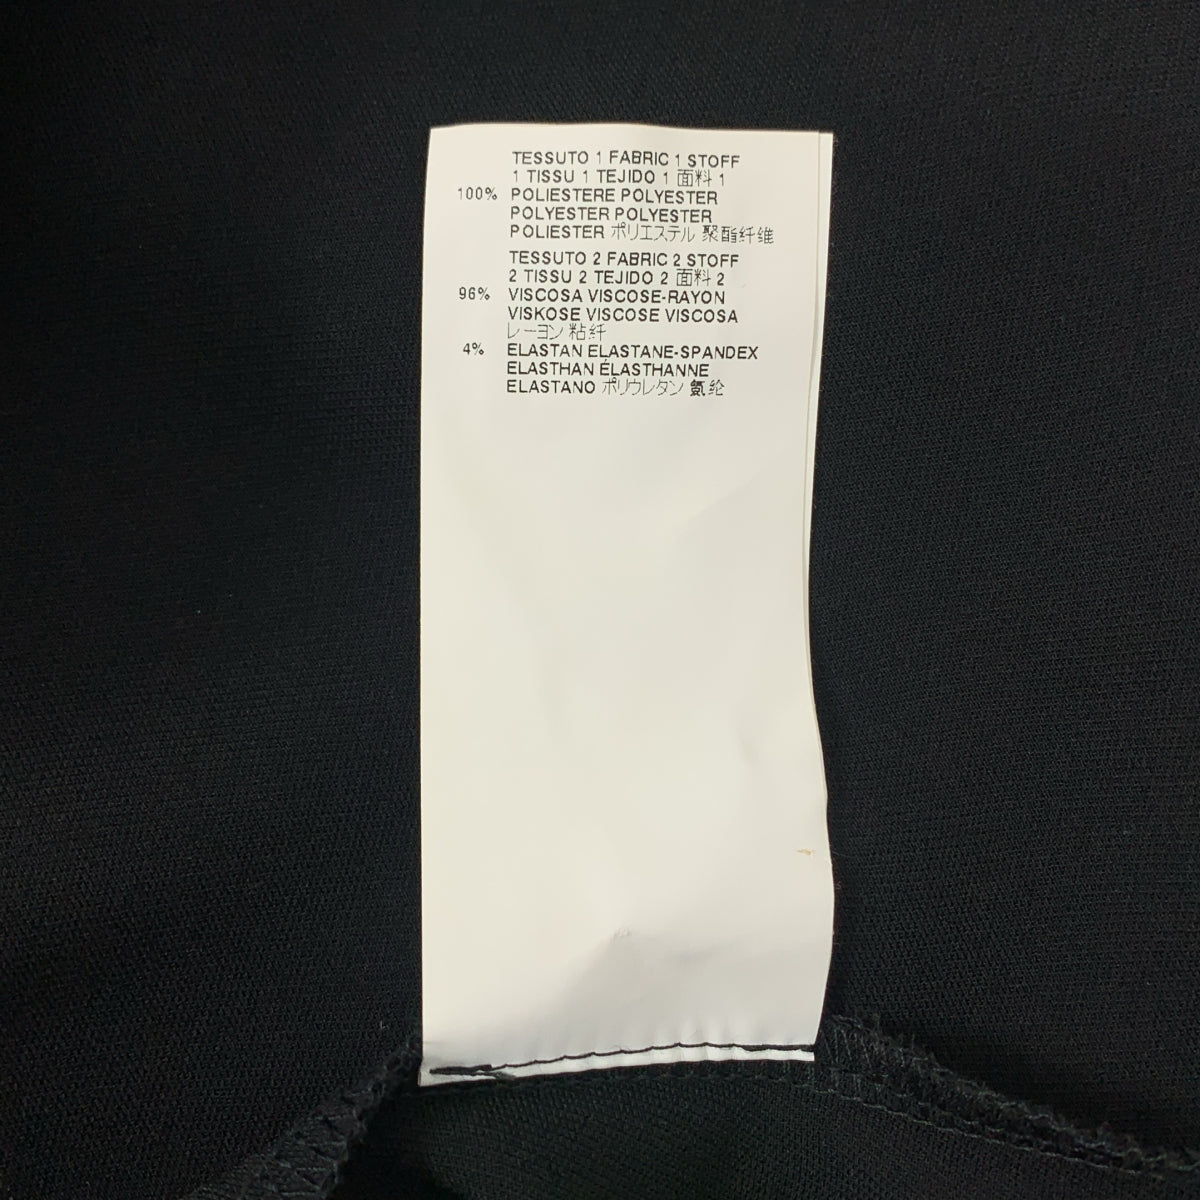 TESSUTO 1 FABRIC 1 STOFF
1 TISSU 1 TEJIDO 1 面料 1
100% POLIESTERE POLYESTER
POLYESTER POLYESTER
POLIESTER ポリエステル 聚酯纤维
TESSUTO 2 FABRIC 2 STOFF
2 TISSU 2 TEJIDO 2 面料 2
96% VISCOSA VISCOSE-RAYON
VISKOSE VISCOSE VISCOSA
レーヨン 粘纤
4% ELASTAN ELASTANE-SPANDEX
ELASTHAN ÉLASTHANNE
ELASTANO ポリウレタン 氨纶